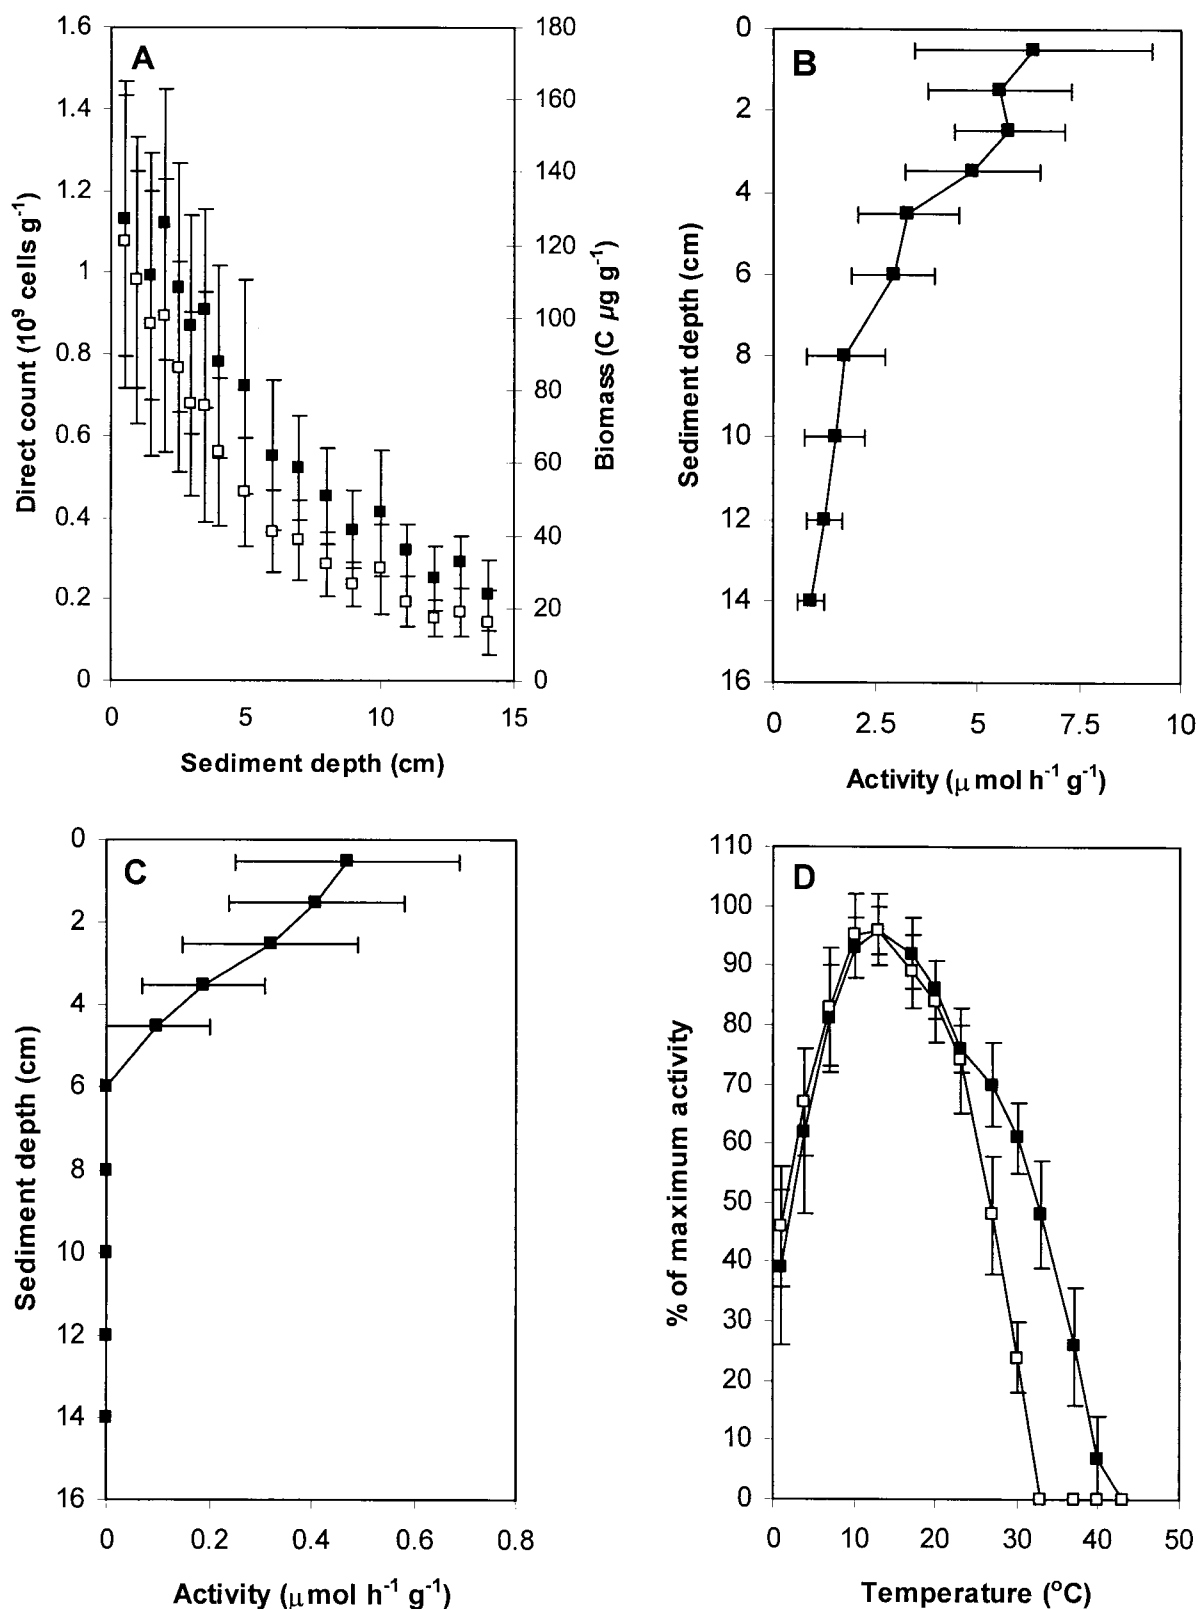 A
1.6
1.4
1.2
1
0.8
0.6
0.4
0.2
0
Direct count (10⁹ cells g⁻¹)
180
160
140
120
100
80
60
40
20
0
Biomass (C µg g⁻¹)
0 5 10 15
Sediment depth (cm)
B
0
2
4
6
8
10
12
14
16
Sediment depth (cm)
0 2.5 5 7.5 10
Activity (μ mol h⁻¹ g⁻¹)
C
0
2
4
6
8
10
12
14
16
Sediment depth (cm)
0 0.2 0.4 0.6 0.8
Activity (μ mol h⁻¹ g⁻¹)
D
110
100
90
80
70
60
50
40
30
20
10
0
% of maximum activity
0 10 20 30 40 50
Temperature (°C)